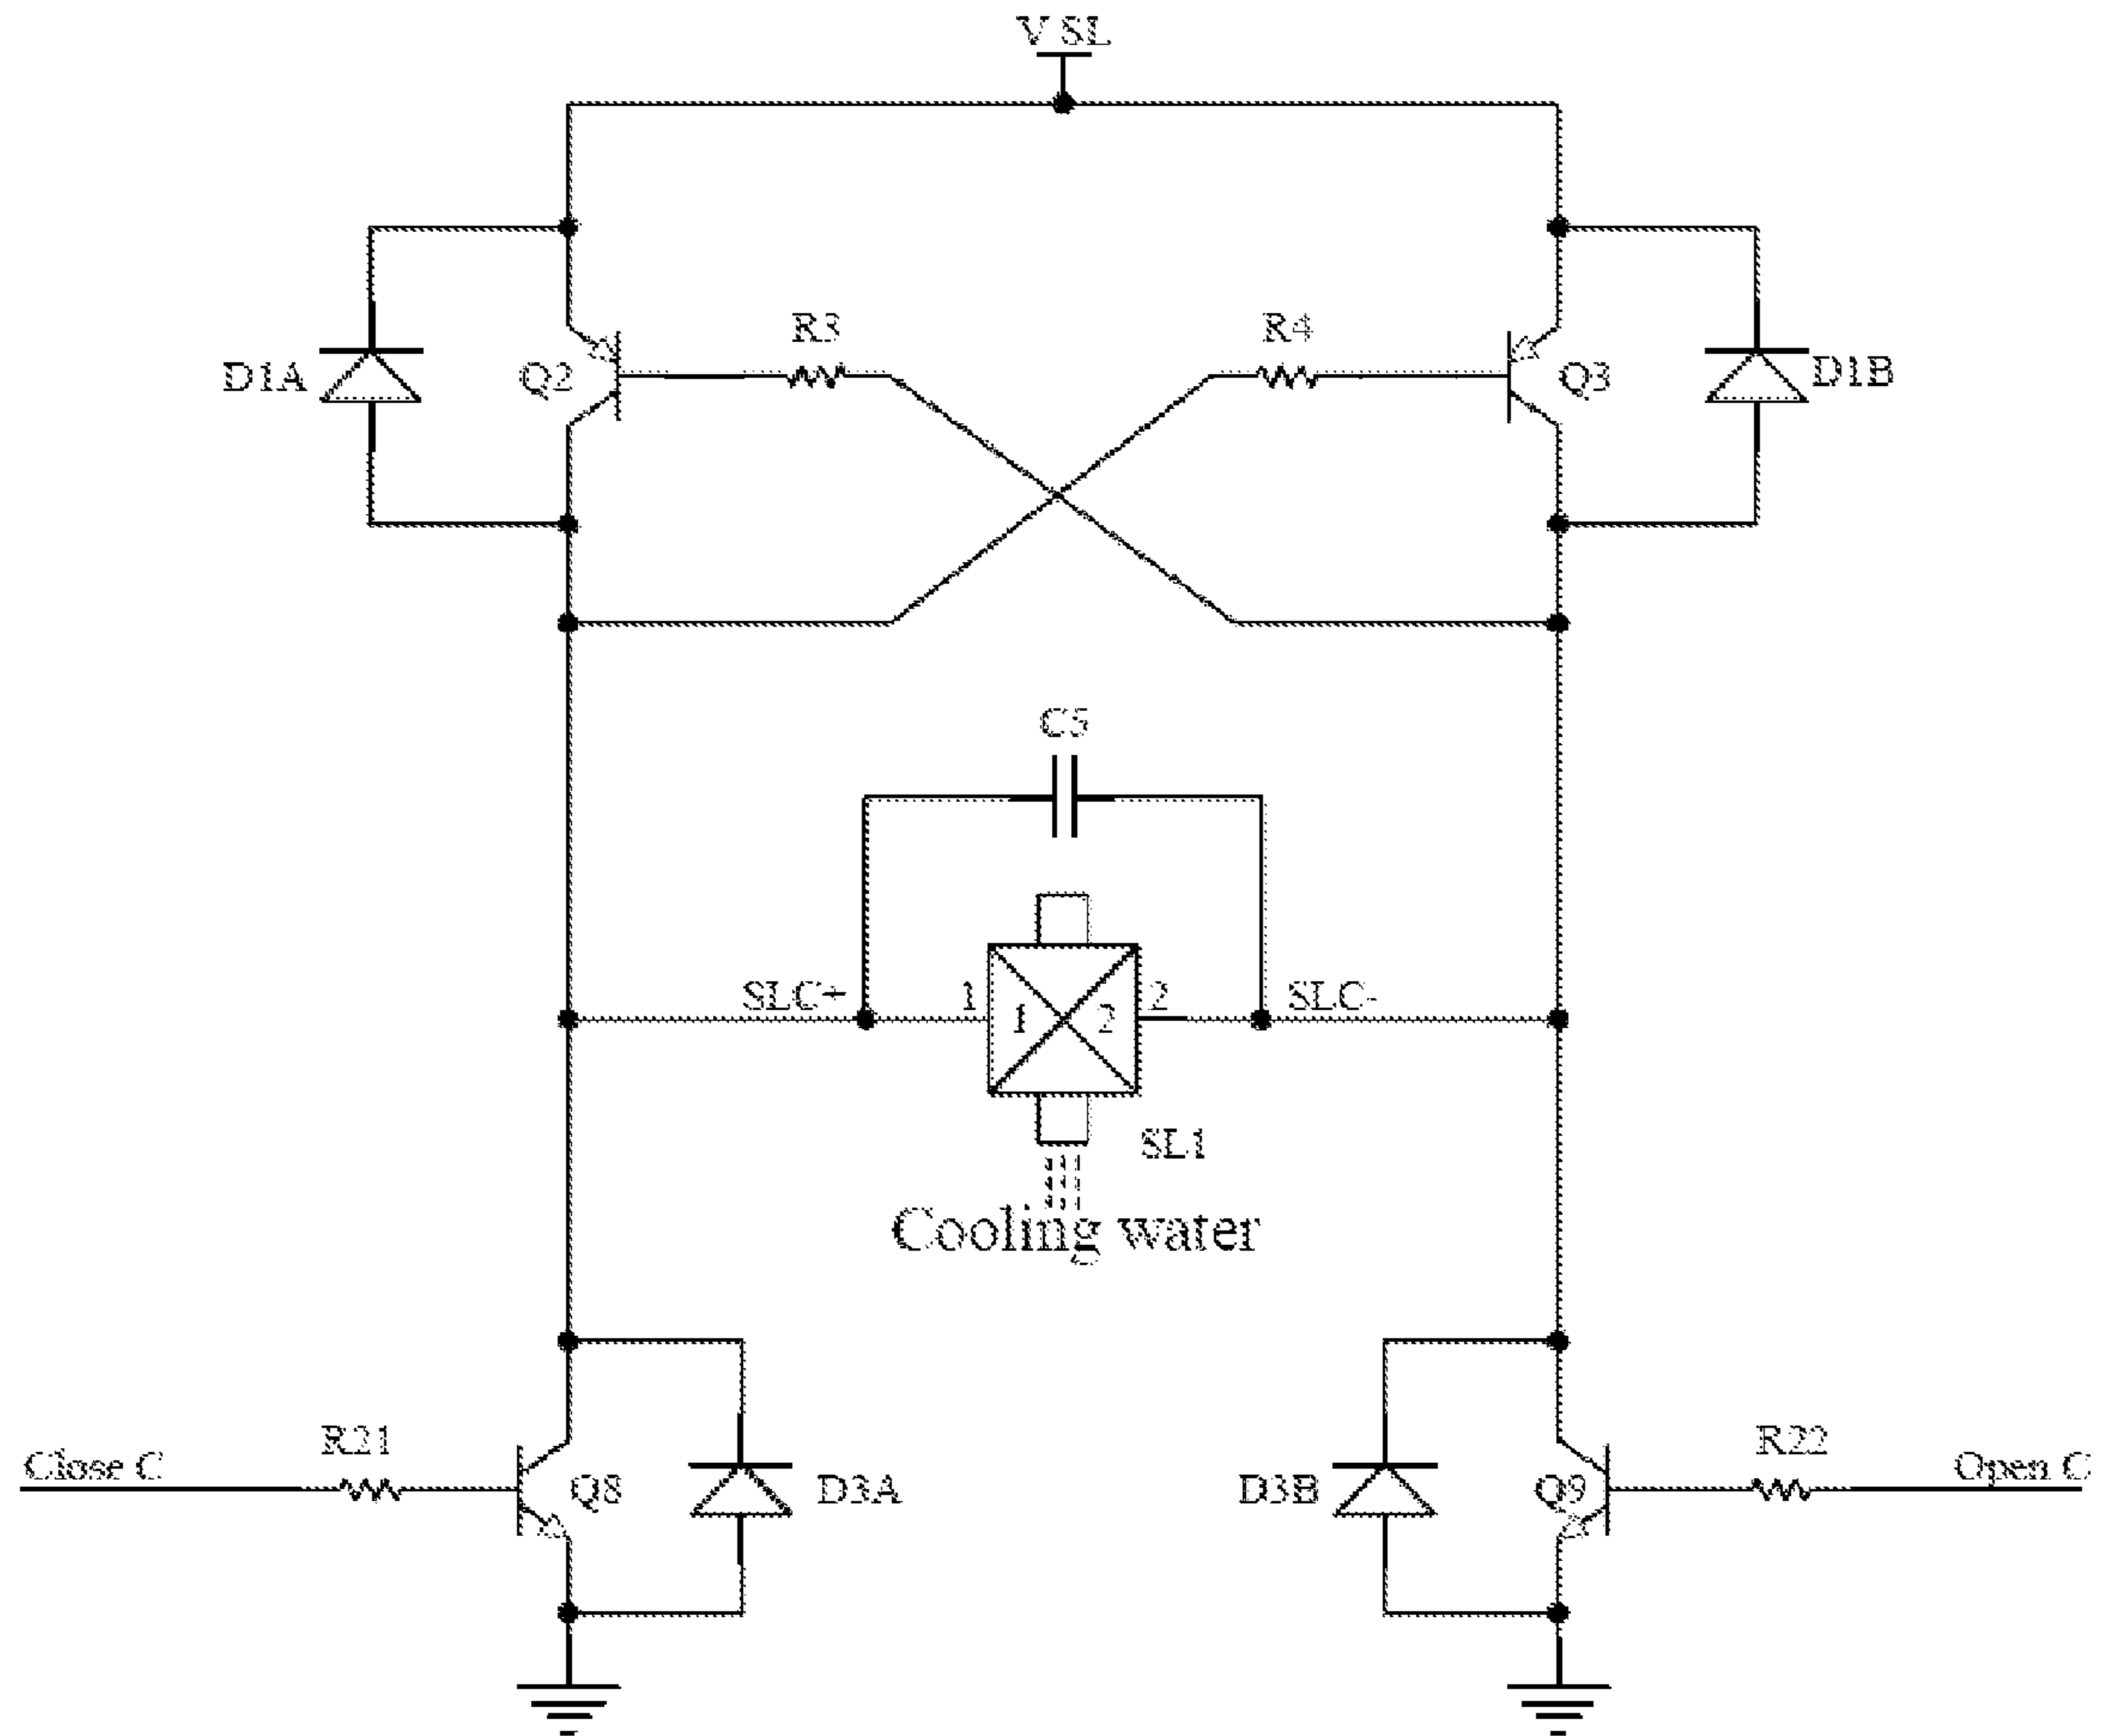 V SL
R3
R4
D1A
Q2
Q3
D1B
C5
SLC+
1
1
2
2
SLC-
SL1
Cooling water
Close C
R21
Q8
D3A
D3B
Q9
R22
Open C